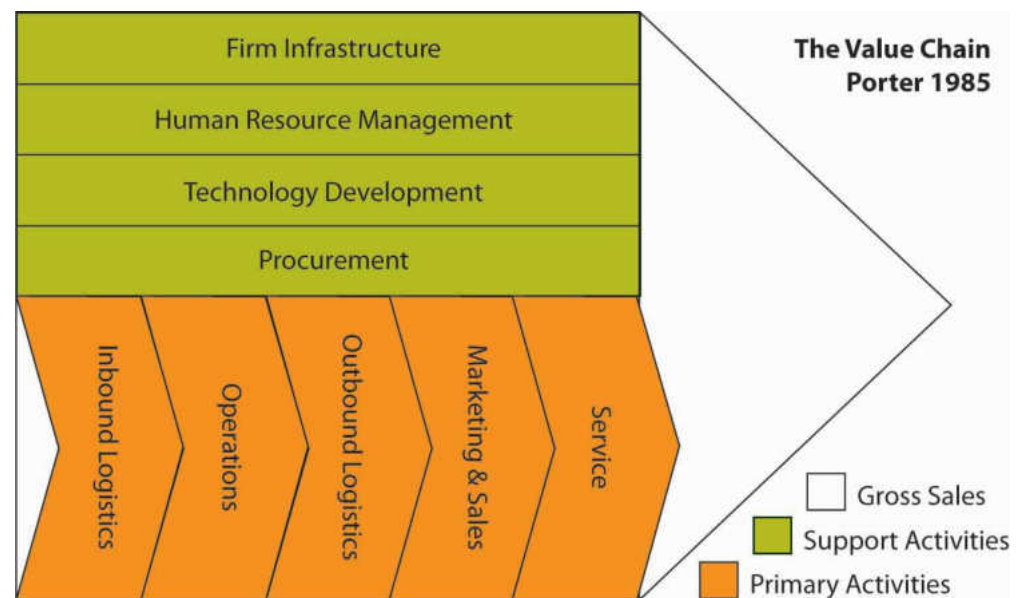 Firm Infrastructure
Human Resource Management
Technology Development
Procurement
Inbound Logistics
Operations
Outbound Logistics
Marketing & Sales
Service
The Value Chain
Porter 1985
Gross Sales
Support Activities
Primary Activities